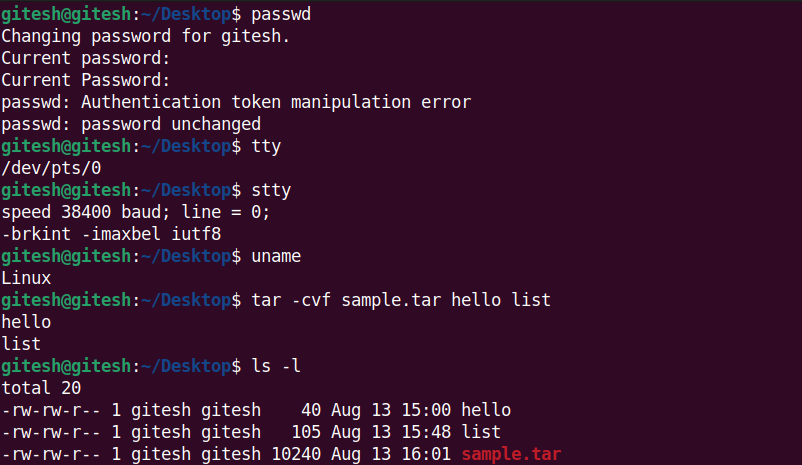 gitesh@gitesh:~/Desktop$ passwd
Changing password for gitesh.
Current password:
Current Password:
passwd: Authentication token manipulation error
passwd: password unchanged
gitesh@gitesh:~/Desktop$ tty
/dev/pts/0
gitesh@gitesh:~/Desktop$ stty
speed 38400 baud; line = 0;
-brkint -imaxbel iutf8
gitesh@gitesh:~/Desktop$ uname
Linux
gitesh@gitesh:~/Desktop$ tar -cvf sample.tar hello list
hello
list
gitesh@gitesh:~/Desktop$ ls -l
total 20
-rw-rw-r-- 1 gitesh gitesh    40 Aug 13 15:00 hello
-rw-rw-r-- 1 gitesh gitesh   105 Aug 13 15:48 list
-rw-rw-r-- 1 gitesh gitesh 10240 Aug 13 16:01 sample.tar